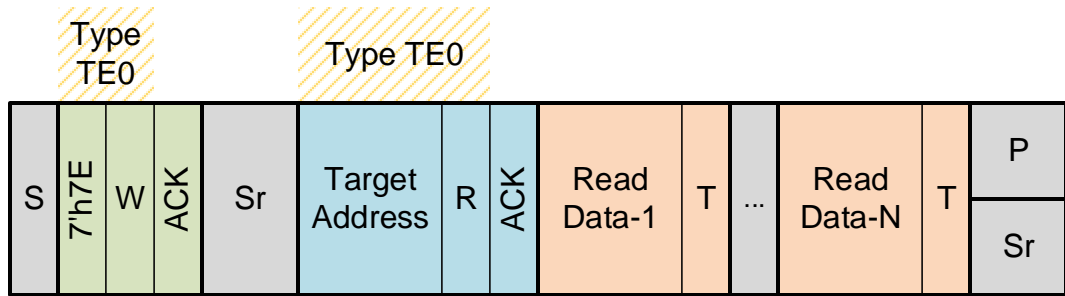 Type
TE0
Type TE0
S
7'h7E
W
ACK
Sr
Target
Address
R
ACK
Read
Data-1
T
...
Read
Data-N
T
P
Sr